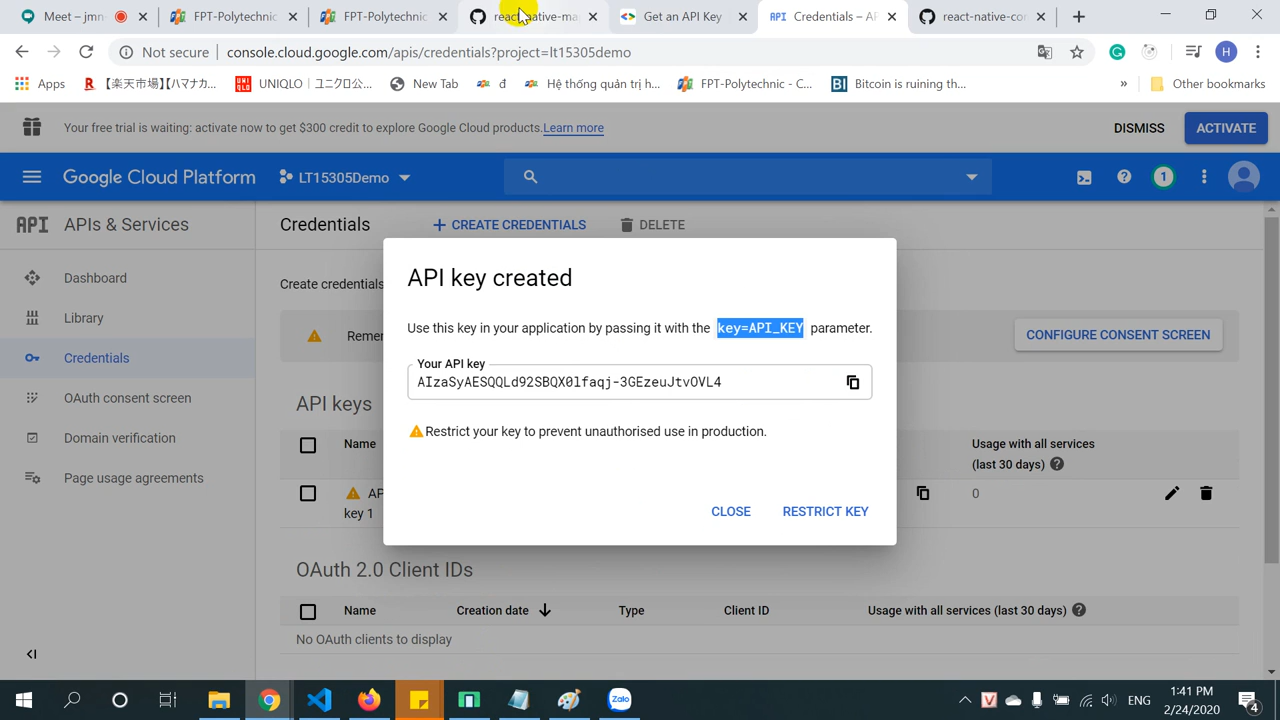 Meet – jmn
FPT-Polytechnic
FPT-Polytechnic
react-native-ma
Get an API Key
API Credentials – AP
react-native-cor
Not secure
console.cloud.google.com/apis/credentials?project=lt15305demo
H
Apps
R 【楽天市場】【ハマナカ...
UNIQLO｜ユニクロ公...
New Tab
đ
Hệ thống quản trị h...
FPT-Polytechnic - C...
BI Bitcoin is ruining th...
»
Other bookmarks
Your free trial is waiting: activate now to get $300 credit to explore Google Cloud products. Learn more
DISMISS
ACTIVATE
Google Cloud Platform
LT15305Demo
1
API APIs & Services
Credentials
+ CREATE CREDENTIALS
DELETE
Dashboard
Library
Credentials
OAuth consent screen
Domain verification
Page usage agreements
Create credentials
Remem
CONFIGURE CONSENT SCREEN
API keys
Name
Usage with all services
(last 30 days)
AP
key 1
0
API key created
Use this key in your application by passing it with the key=API_KEY parameter.
Your API key
AIzaSyAESQQLd92SBQX0lfaqj-3GEzeuJtvOVL4
Restrict your key to prevent unauthorised use in production.
CLOSE
RESTRICT KEY
OAuth 2.0 Client IDs
Name
Creation date
Type
Client ID
Usage with all services (last 30 days)
No OAuth clients to display
Zalo
V
ENG
1:41 PM
2/24/2020
4